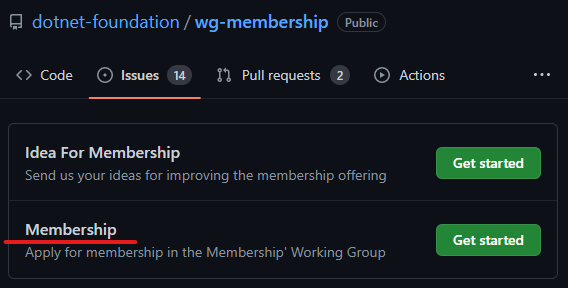 dotnet-foundation / wg-membership Public
Code Issues 14 Pull requests 2 Actions ...
Idea For Membership
Send us your ideas for improving the membership offering
Get started
Membership
Apply for membership in the Membership' Working Group
Get started